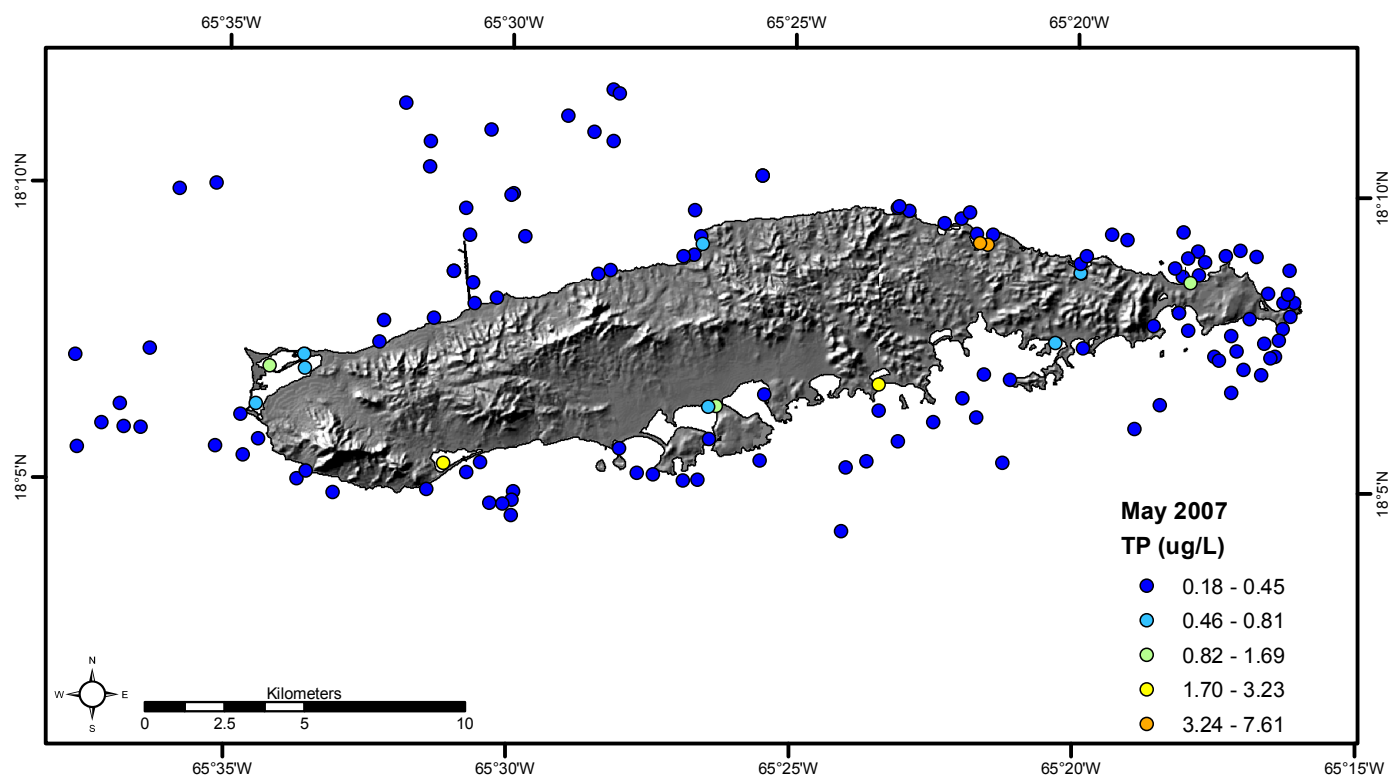 65°35'W 65°30'W 65°25'W 65°20'W
18°10'N 18°10'N
18°5'N 18°5'N
May 2007
TP (ug/L)
0.18 - 0.45
0.46 - 0.81
0.82 - 1.69
1.70 - 3.23
3.24 - 7.61
N
W E
S
Kilometers
0 2.5 5 10
65°35'W 65°30'W 65°25'W 65°20'W 65°15'W